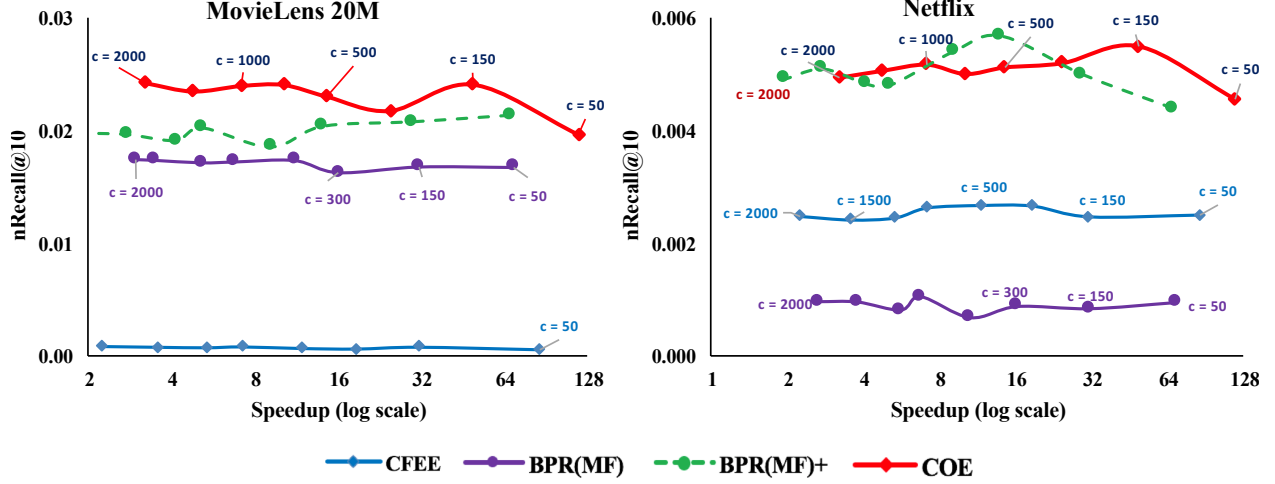 MovieLens 20M
nRecall@10
0.03
0.02
0.01
0.00
c = 2000
c = 1000
c = 500
c = 150
c = 50
c = 2000
c = 300
c = 150
c = 50
c = 50
2 4 8 16 32 64 128
Speedup (log scale)
Netflix
nRecall@10
0.006
0.004
0.002
0.000
c = 2000
c = 1000
c = 500
c = 150
c = 50
c = 2000
c = 2000
c = 1500
c = 500
c = 150
c = 50
c = 2000
c = 300
c = 150
c = 50
1 2 4 8 16 32 64 128
Speedup (log scale)
CFEE BPR(MF) BPR(MF)+ COE